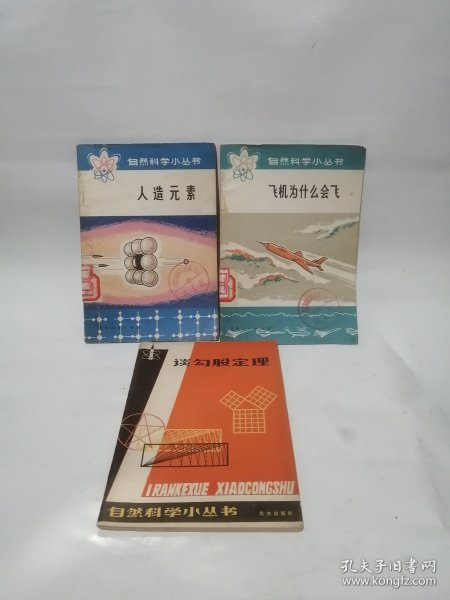 自然科学小丛书
人造元素
自然科学小丛书
飞机为什么会飞
谈勾股定理
IRANKEXUE XIAOCONGSHU
自然科学小丛书
北京出版社
孔夫子旧书网
www.kongfz.com